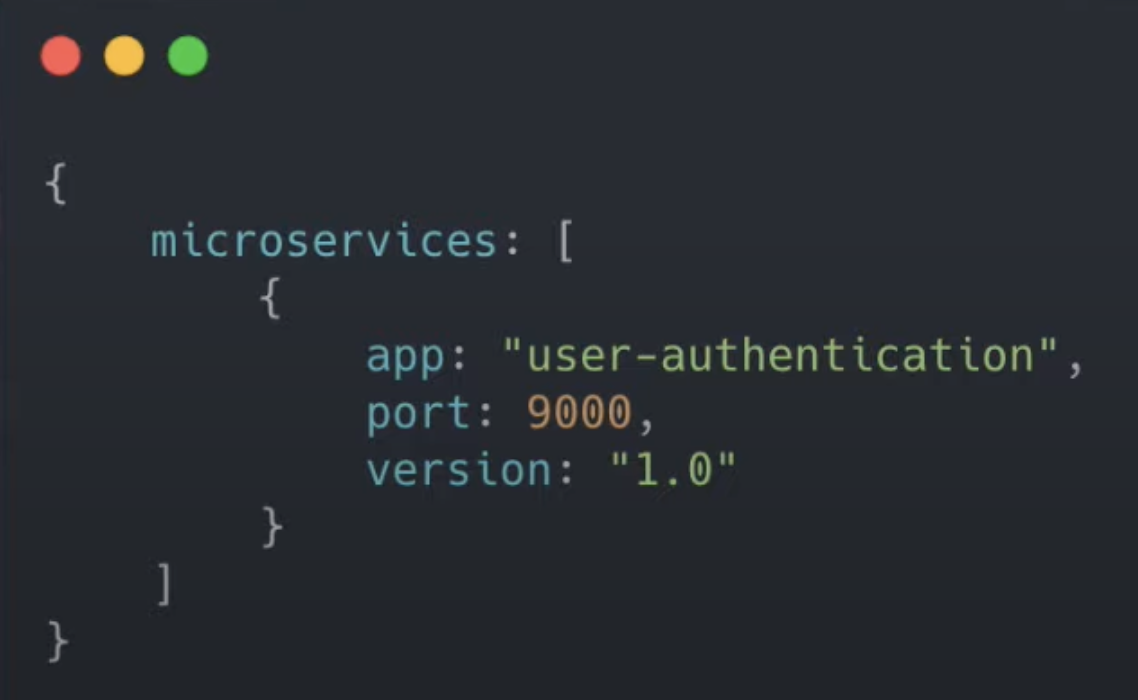 {
    microservices: [
        {
            app: "user-authentication",
            port: 9000,
            version: "1.0"
        }
    ]
}